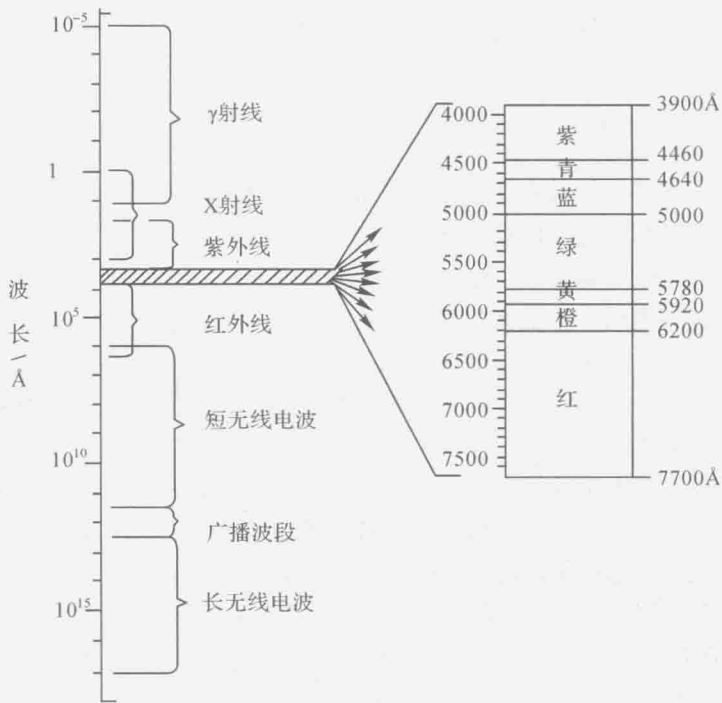 10⁻⁵
1
10⁵
10¹⁰
10¹⁵
波长\Å
γ射线
X射线
紫外线
红外线
短无线电波
广播波段
长无线电波
4000
4500
5000
5500
6000
6500
7000
7500
紫
青
蓝
绿
黄
橙
红
3900Å
4460
4640
5000
5780
5920
6200
7700Å